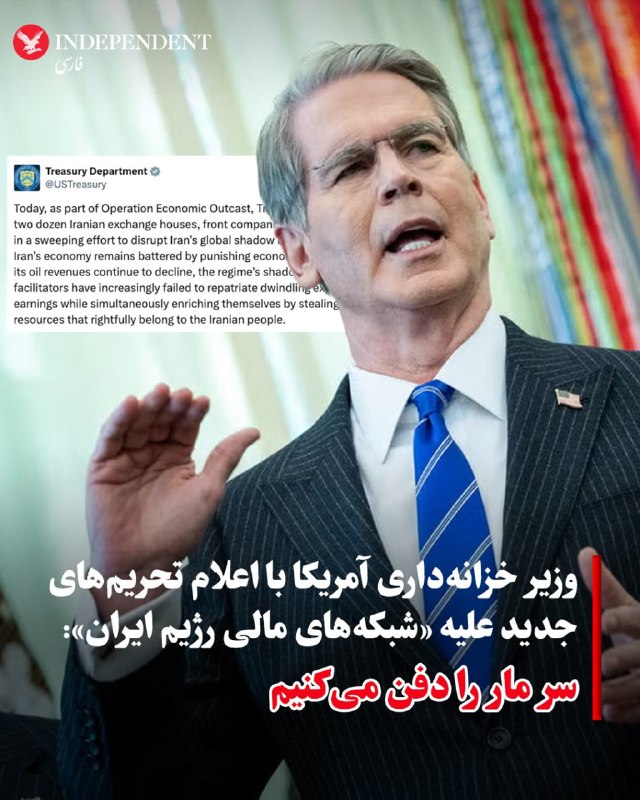 INDEPENDENT
فارسی
Treasury Department
@USTreasury
Today, as part of Operation Economic Outcast,
two dozen Iranian exchange houses, front
in a sweeping effort to disrupt Iran's global shadow
Iran's economy remains battered by punishing
its oil revenues continue to decline, the regime's
facilitators have increasingly failed to repatriate dwindling
earnings while simultaneously enriching themselves by stealing
resources that rightfully belong to the Iranian people.
وزیر خزانه‌داری آمریکا با اعلام تحریم‌های
جدید علیه «شبکه‌های مالی رژیم ایران»:
سر مار را دفن می‌کنیم